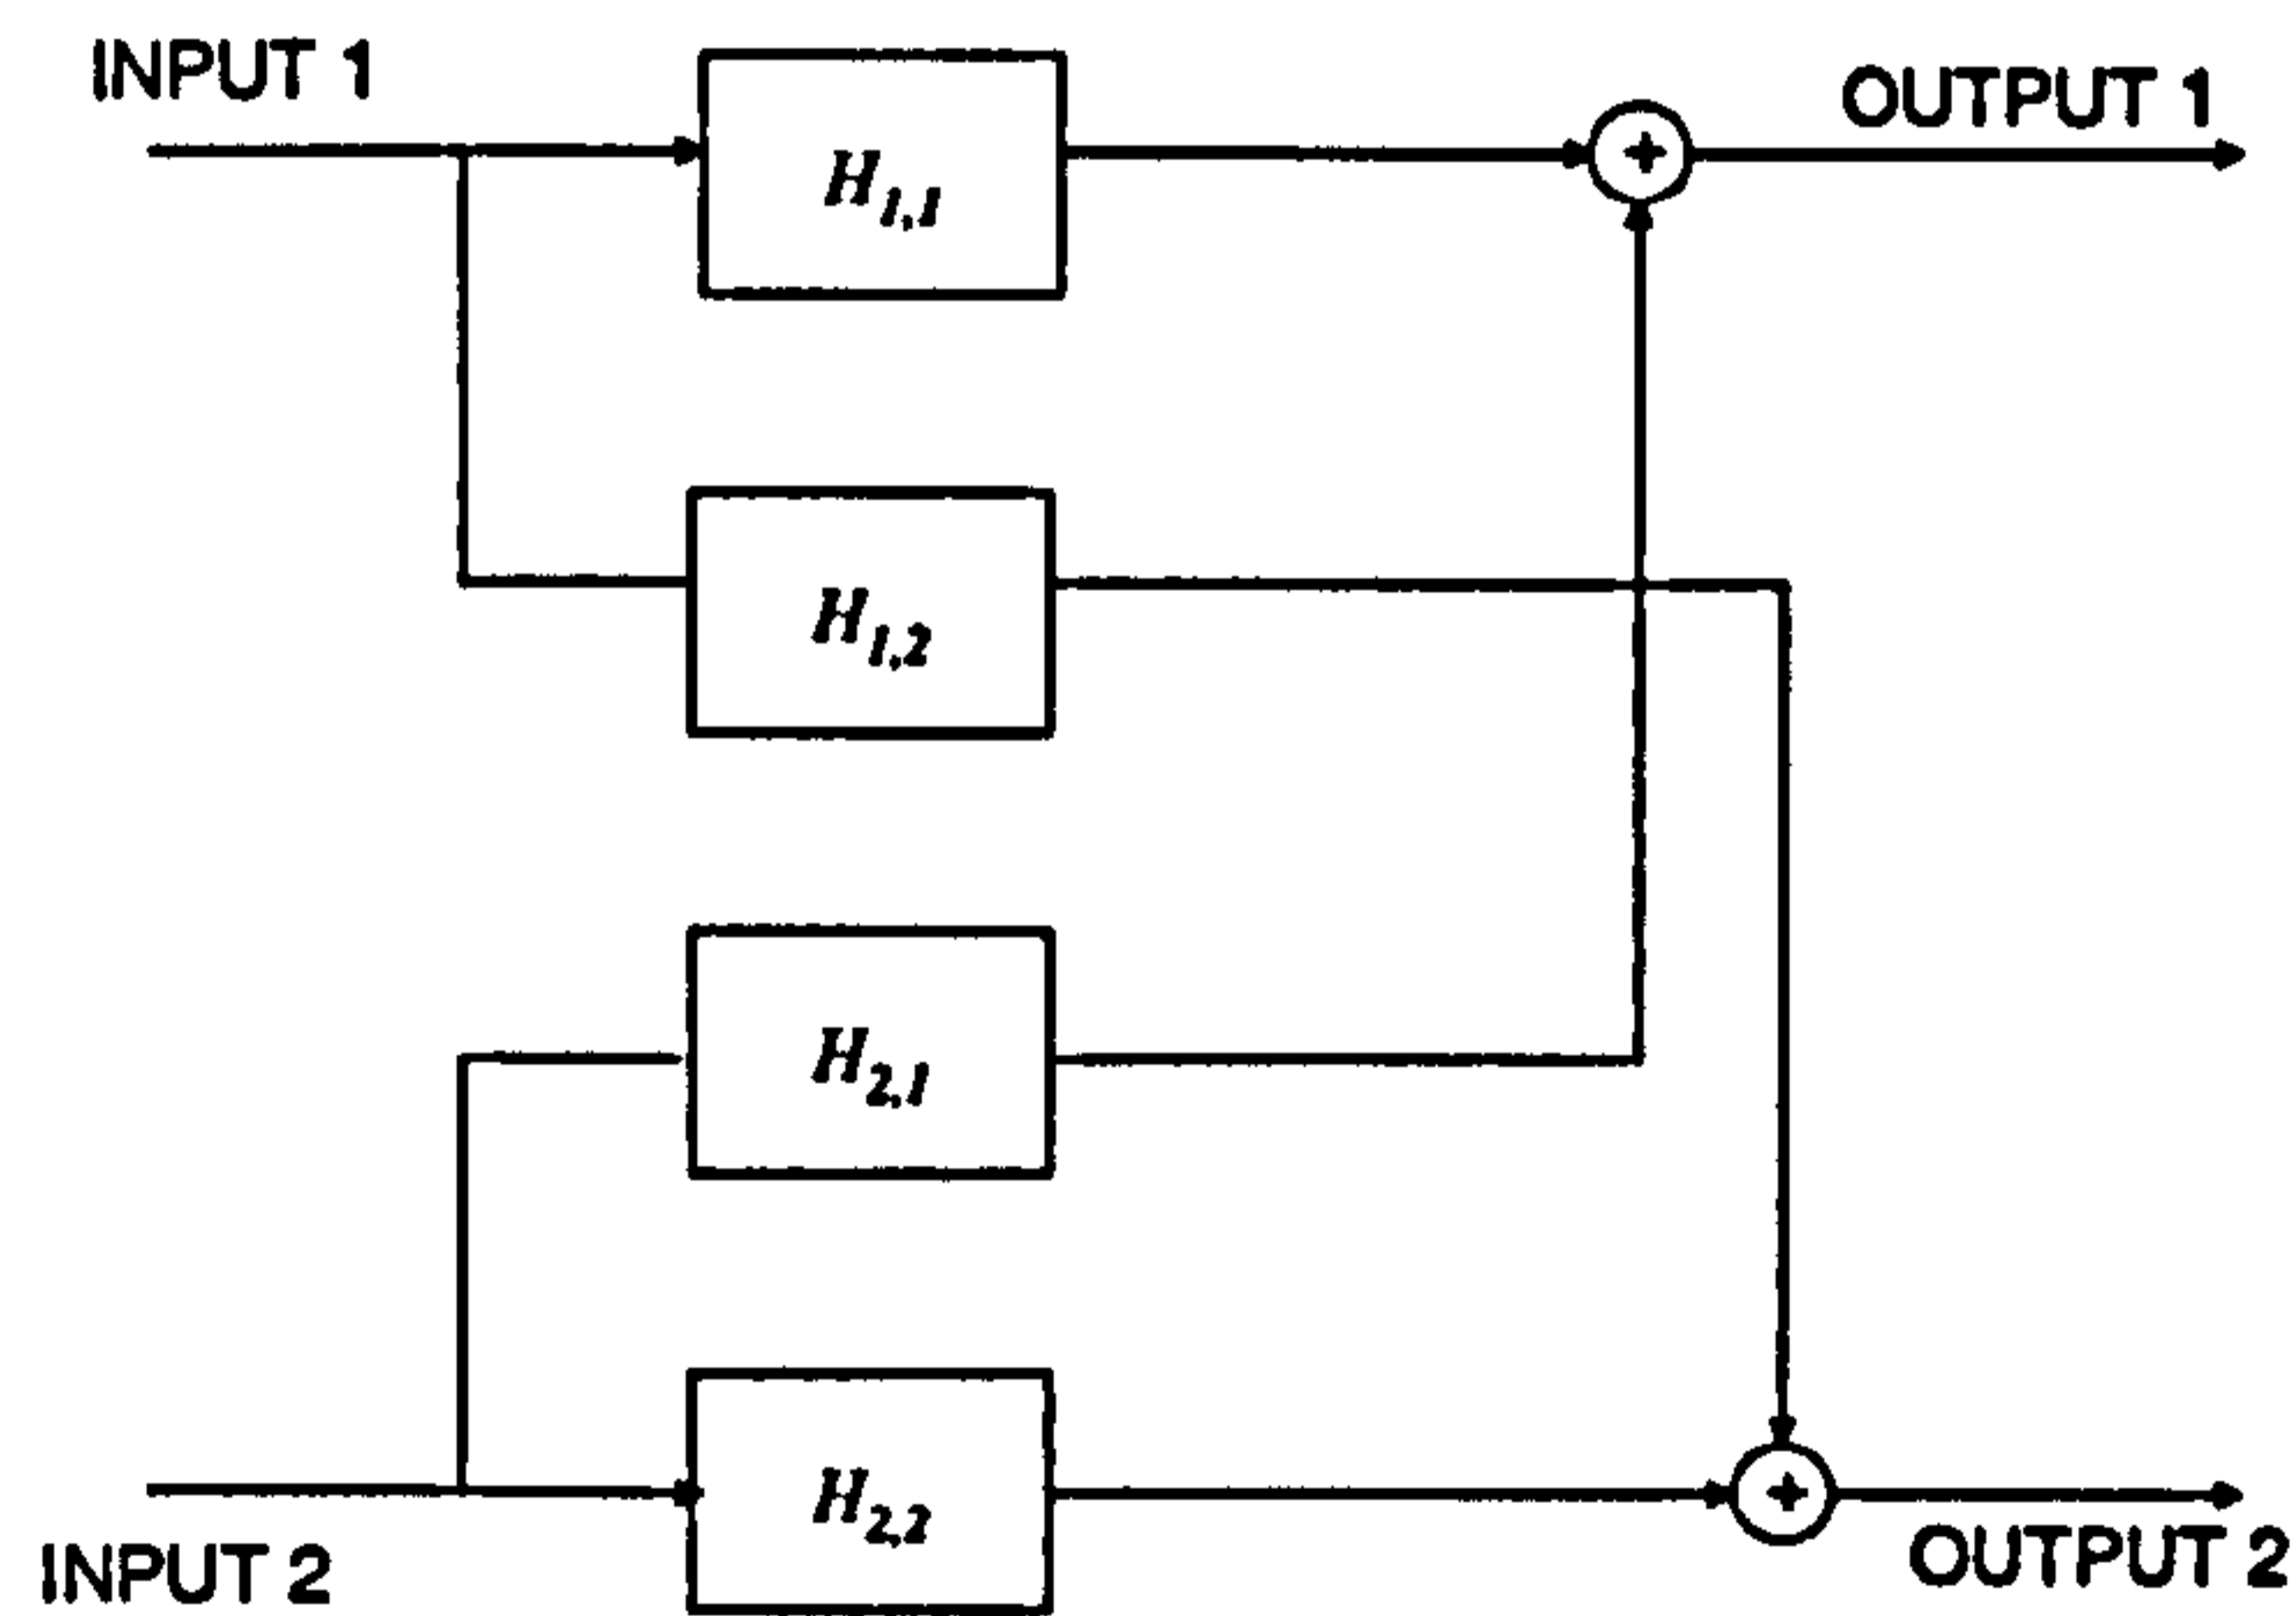 INPUT 1
OUTPUT 1
H1,1
+
H1,2
H2,1
H2,2
+
INPUT 2
OUTPUT 2